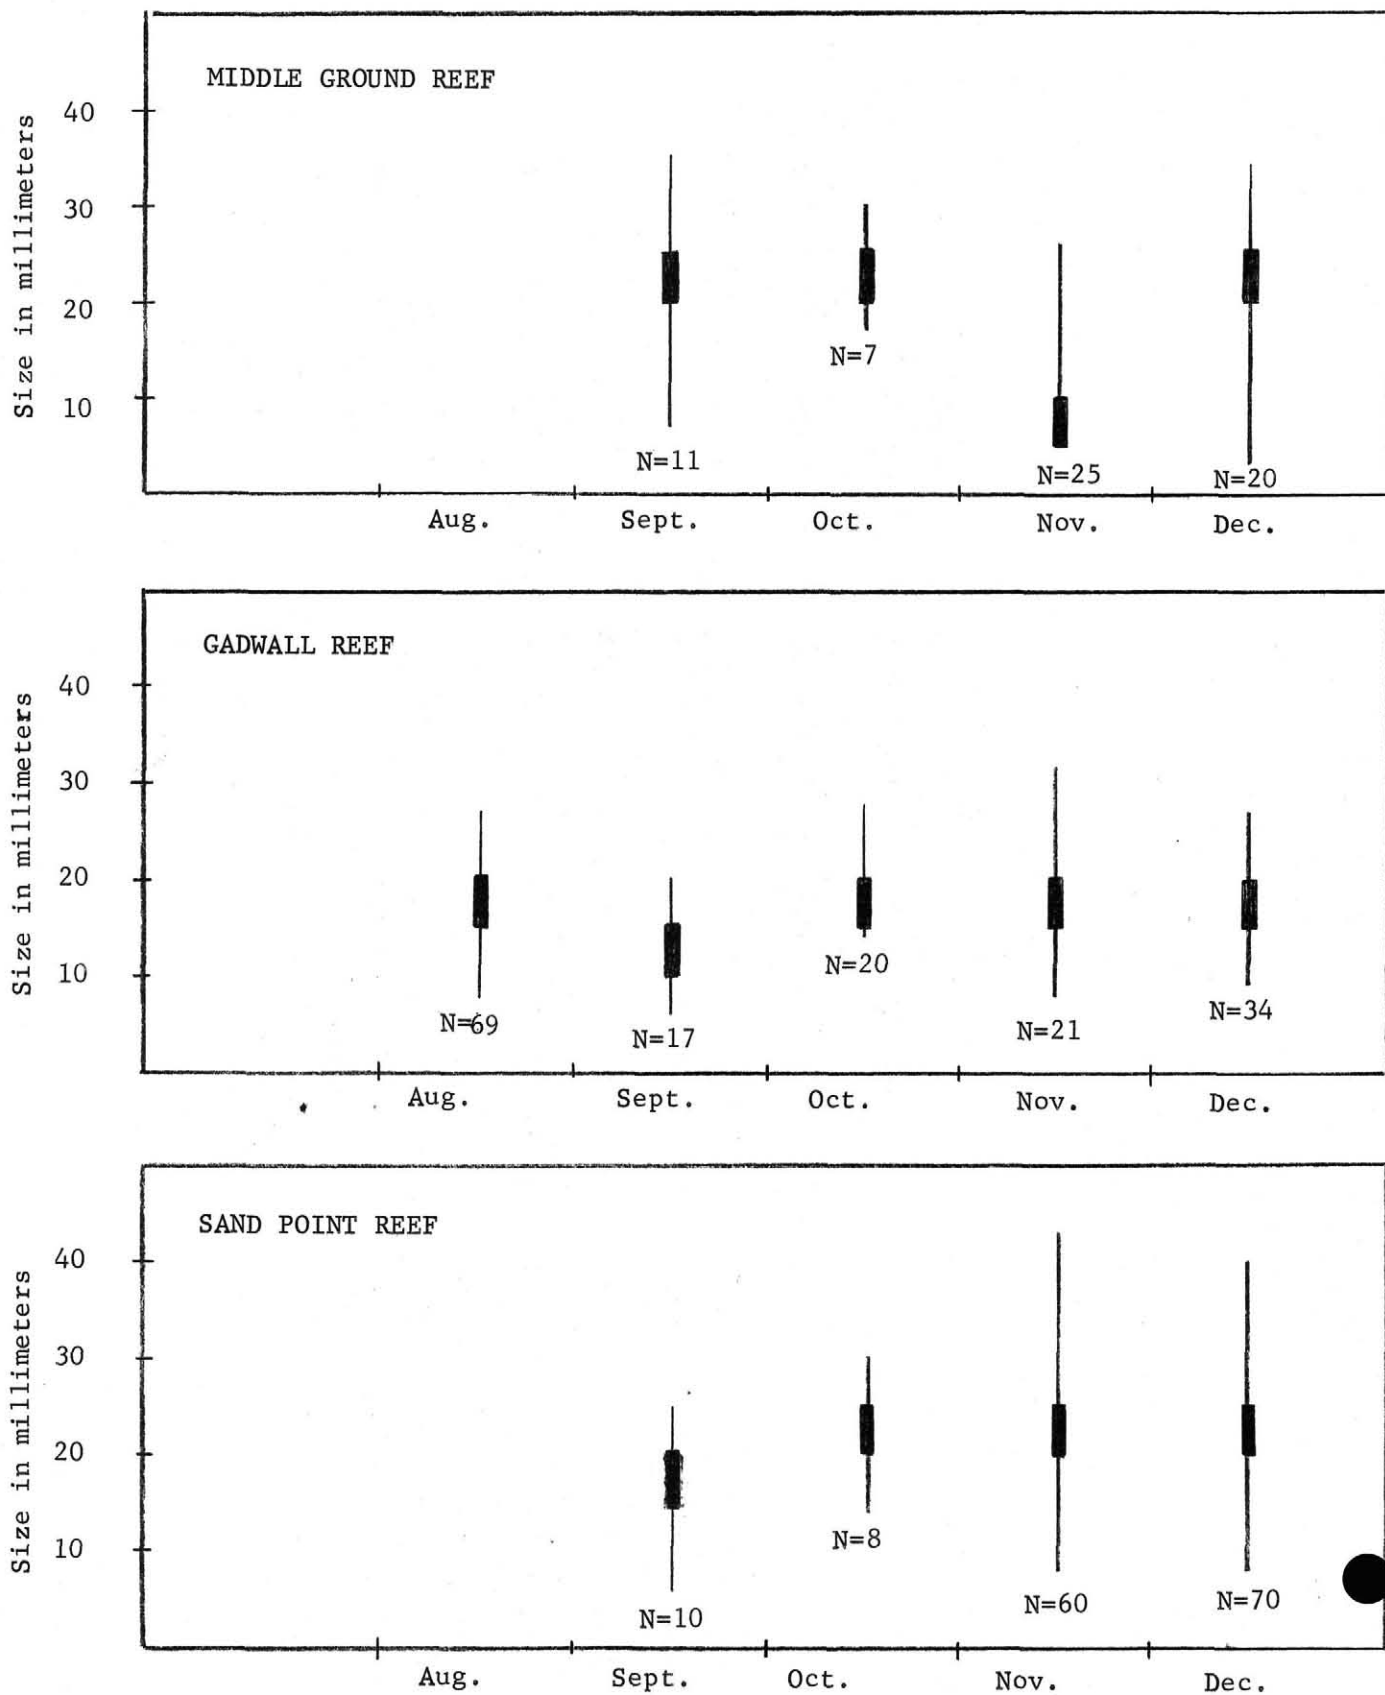 MIDDLE GROUND REEF
Size in millimeters
40
30
20
10
N=11
N=7
N=25
N=20
Aug. Sept. Oct. Nov. Dec.
GADWALL REEF
Size in millimeters
40
30
20
10
N=69
N=17
N=20
N=21
N=34
Aug. Sept. Oct. Nov. Dec.
SAND POINT REEF
Size in millimeters
40
30
20
10
N=10
N=8
N=60
N=70
Aug. Sept. Oct. Nov. Dec.